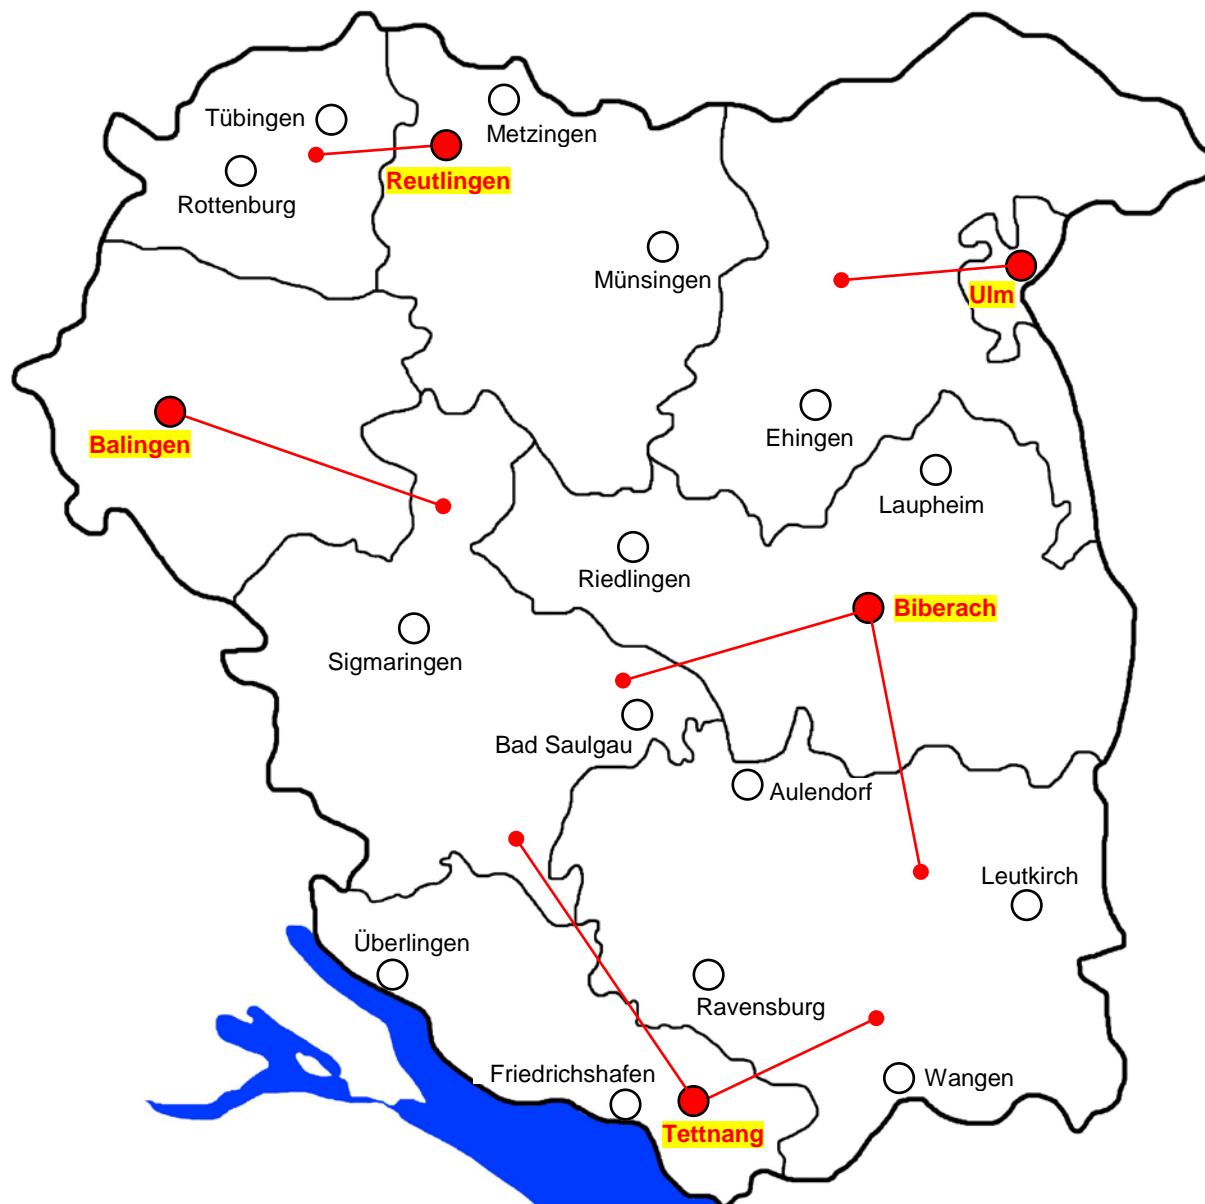 Tübingen
Metzingen
Reutlingen
Rottenburg
Münsingen
Ulm
Balingen
Ehingen
Laupheim
Riedlingen
Biberach
Sigmaringen
Bad Saulgau
Aulendorf
Leutkirch
Überlingen
Ravensburg
Friedrichshafen
Wangen
Tettnang